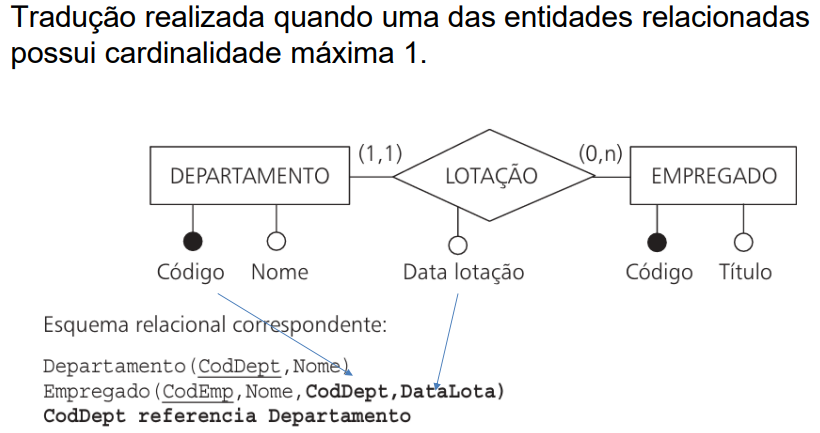 Tradução realizada quando uma das entidades relacionadas
possui cardinalidade máxima 1.
(1,1)
(0,n)
DEPARTAMENTO
LOTAÇÃO
EMPREGADO
Código
Nome
Data lotação
Código
Título
Esquema relacional correspondente:
Departamento(CodDept,Nome)
Empregado(CodEmp,Nome,CodDept,DataLota)
CodDept referencia Departamento